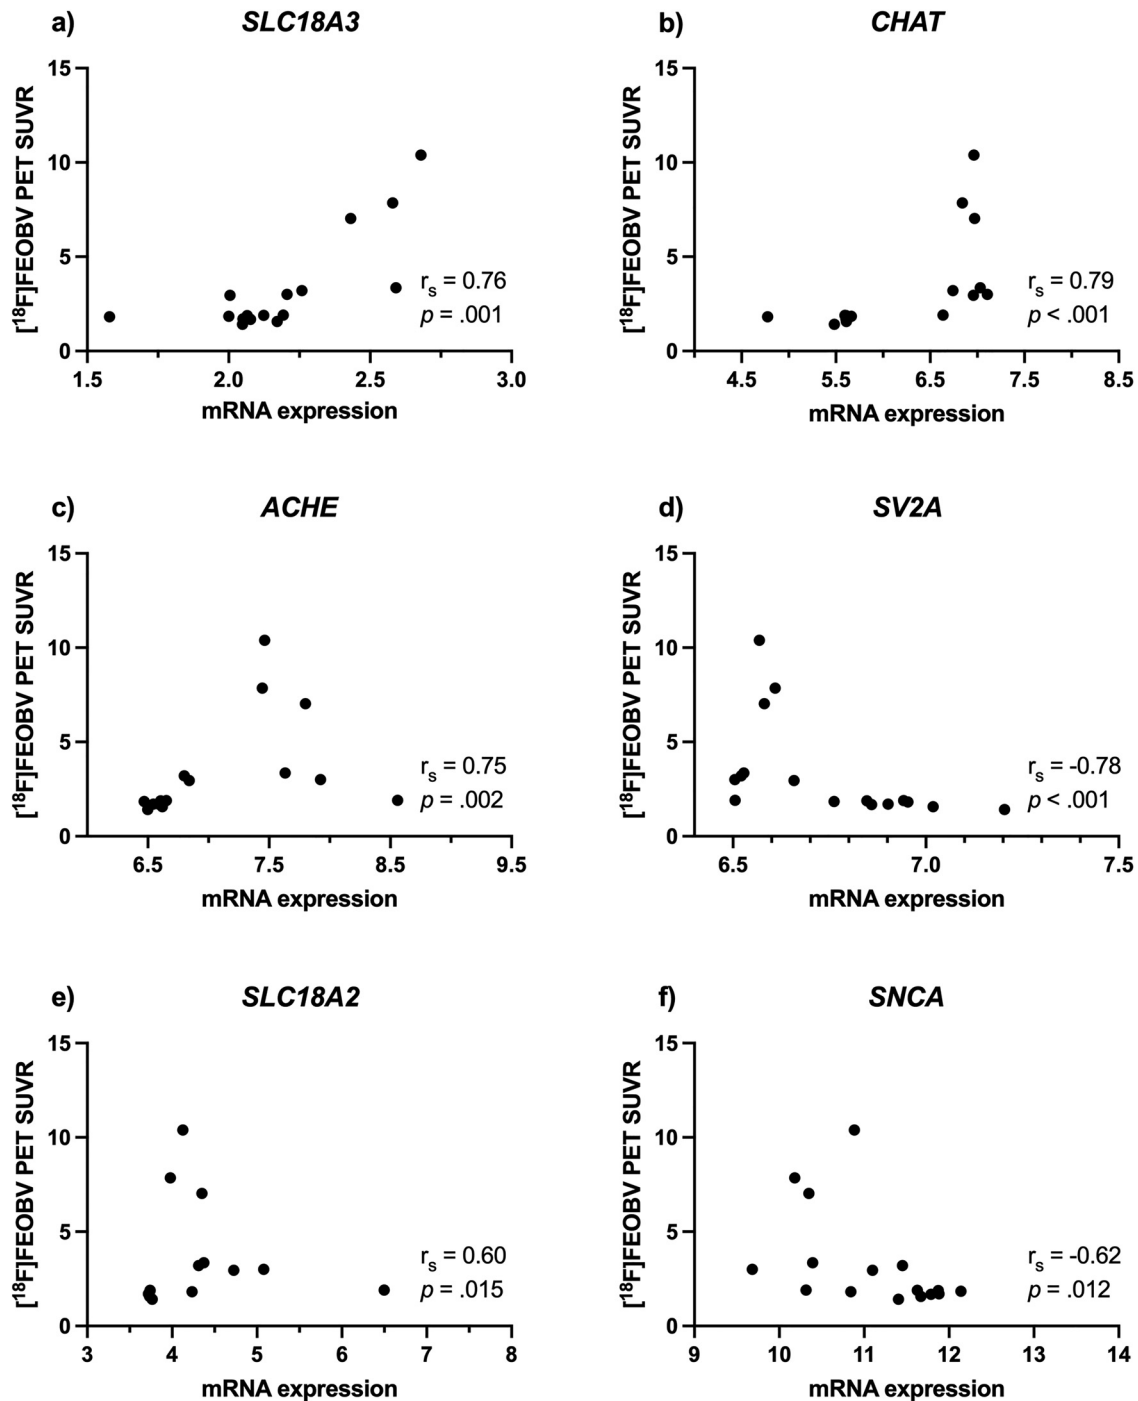 a) SLC18A3
[18F]FEOBV PET SUVR
15
10
5
0
rs = 0.76
p = .001
1.5 2.0 2.5 3.0
mRNA expression
b) CHAT
[18F]FEOBV PET SUVR
15
10
5
0
rs = 0.79
p < .001
4.5 5.5 6.5 7.5 8.5
mRNA expression
c) ACHE
[18F]FEOBV PET SUVR
15
10
5
0
rs = 0.75
p = .002
6.5 7.5 8.5 9.5
mRNA expression
d) SV2A
[18F]FEOBV PET SUVR
15
10
5
0
rs = -0.78
p < .001
6.5 7.0 7.5
mRNA expression
e) SLC18A2
[18F]FEOBV PET SUVR
15
10
5
0
rs = 0.60
p = .015
3 4 5 6 7 8
mRNA expression
f) SNCA
[18F]FEOBV PET SUVR
15
10
5
0
rs = -0.62
p = .012
9 10 11 12 13 14
mRNA expression